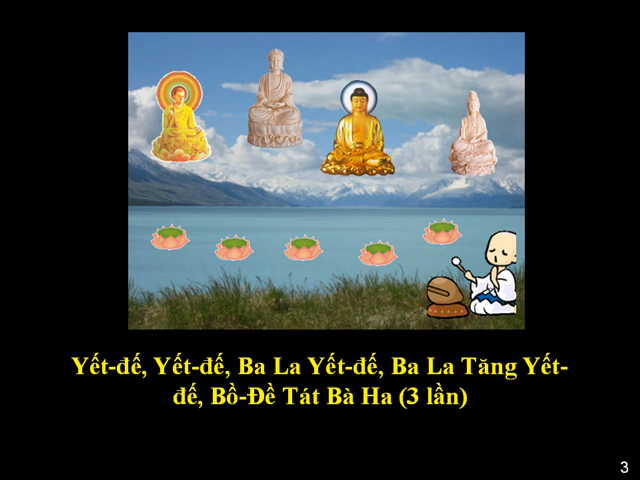 Yết-đế, Yết-đế, Ba La Yết-đế, Ba La Tăng Yết-
đế, Bồ-Đề Tát Bà Ha (3 lần)
3